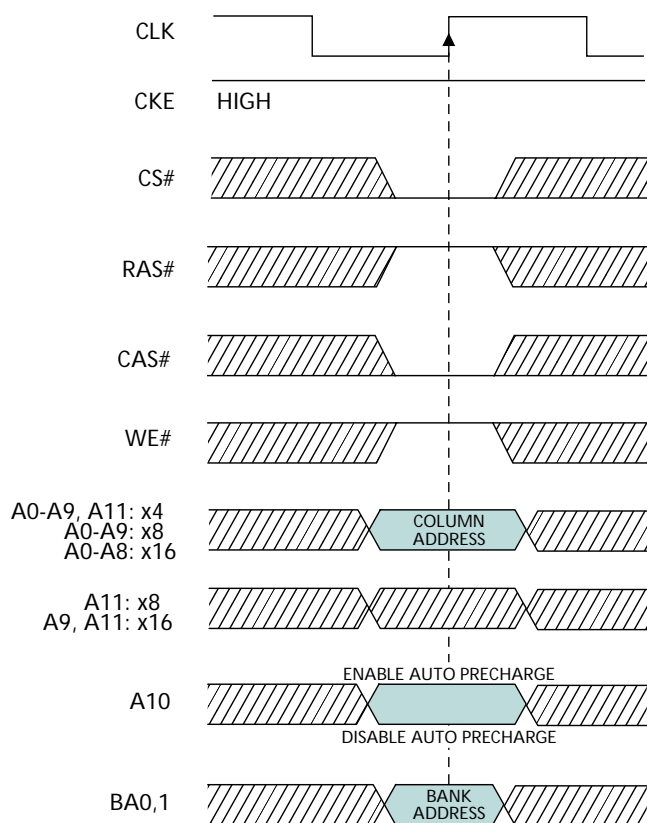 CLK
CKE HIGH
CS#
RAS#
CAS#
WE#
A0-A9, A11: x4
A0-A9: x8
A0-A8: x16
COLUMN
ADDRESS
A11: x8
A9, A11: x16
ENABLE AUTO PRECHARGE
A10
DISABLE AUTO PRECHARGE
BA0,1
BANK
ADDRESS